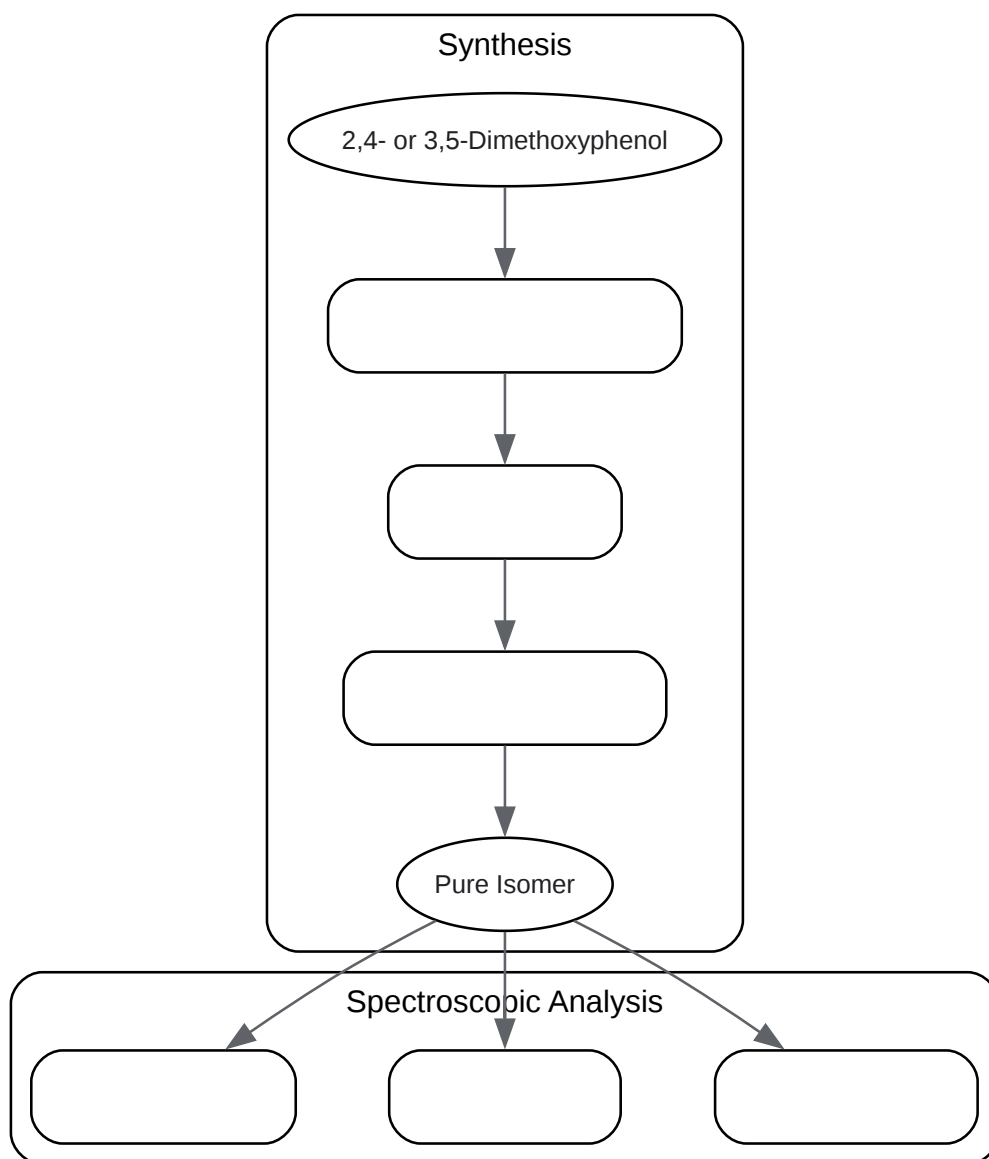 Synthesis
2,4- or 3,5-Dimethoxyphenol
Pure Isomer
Spectroscopic Analysis